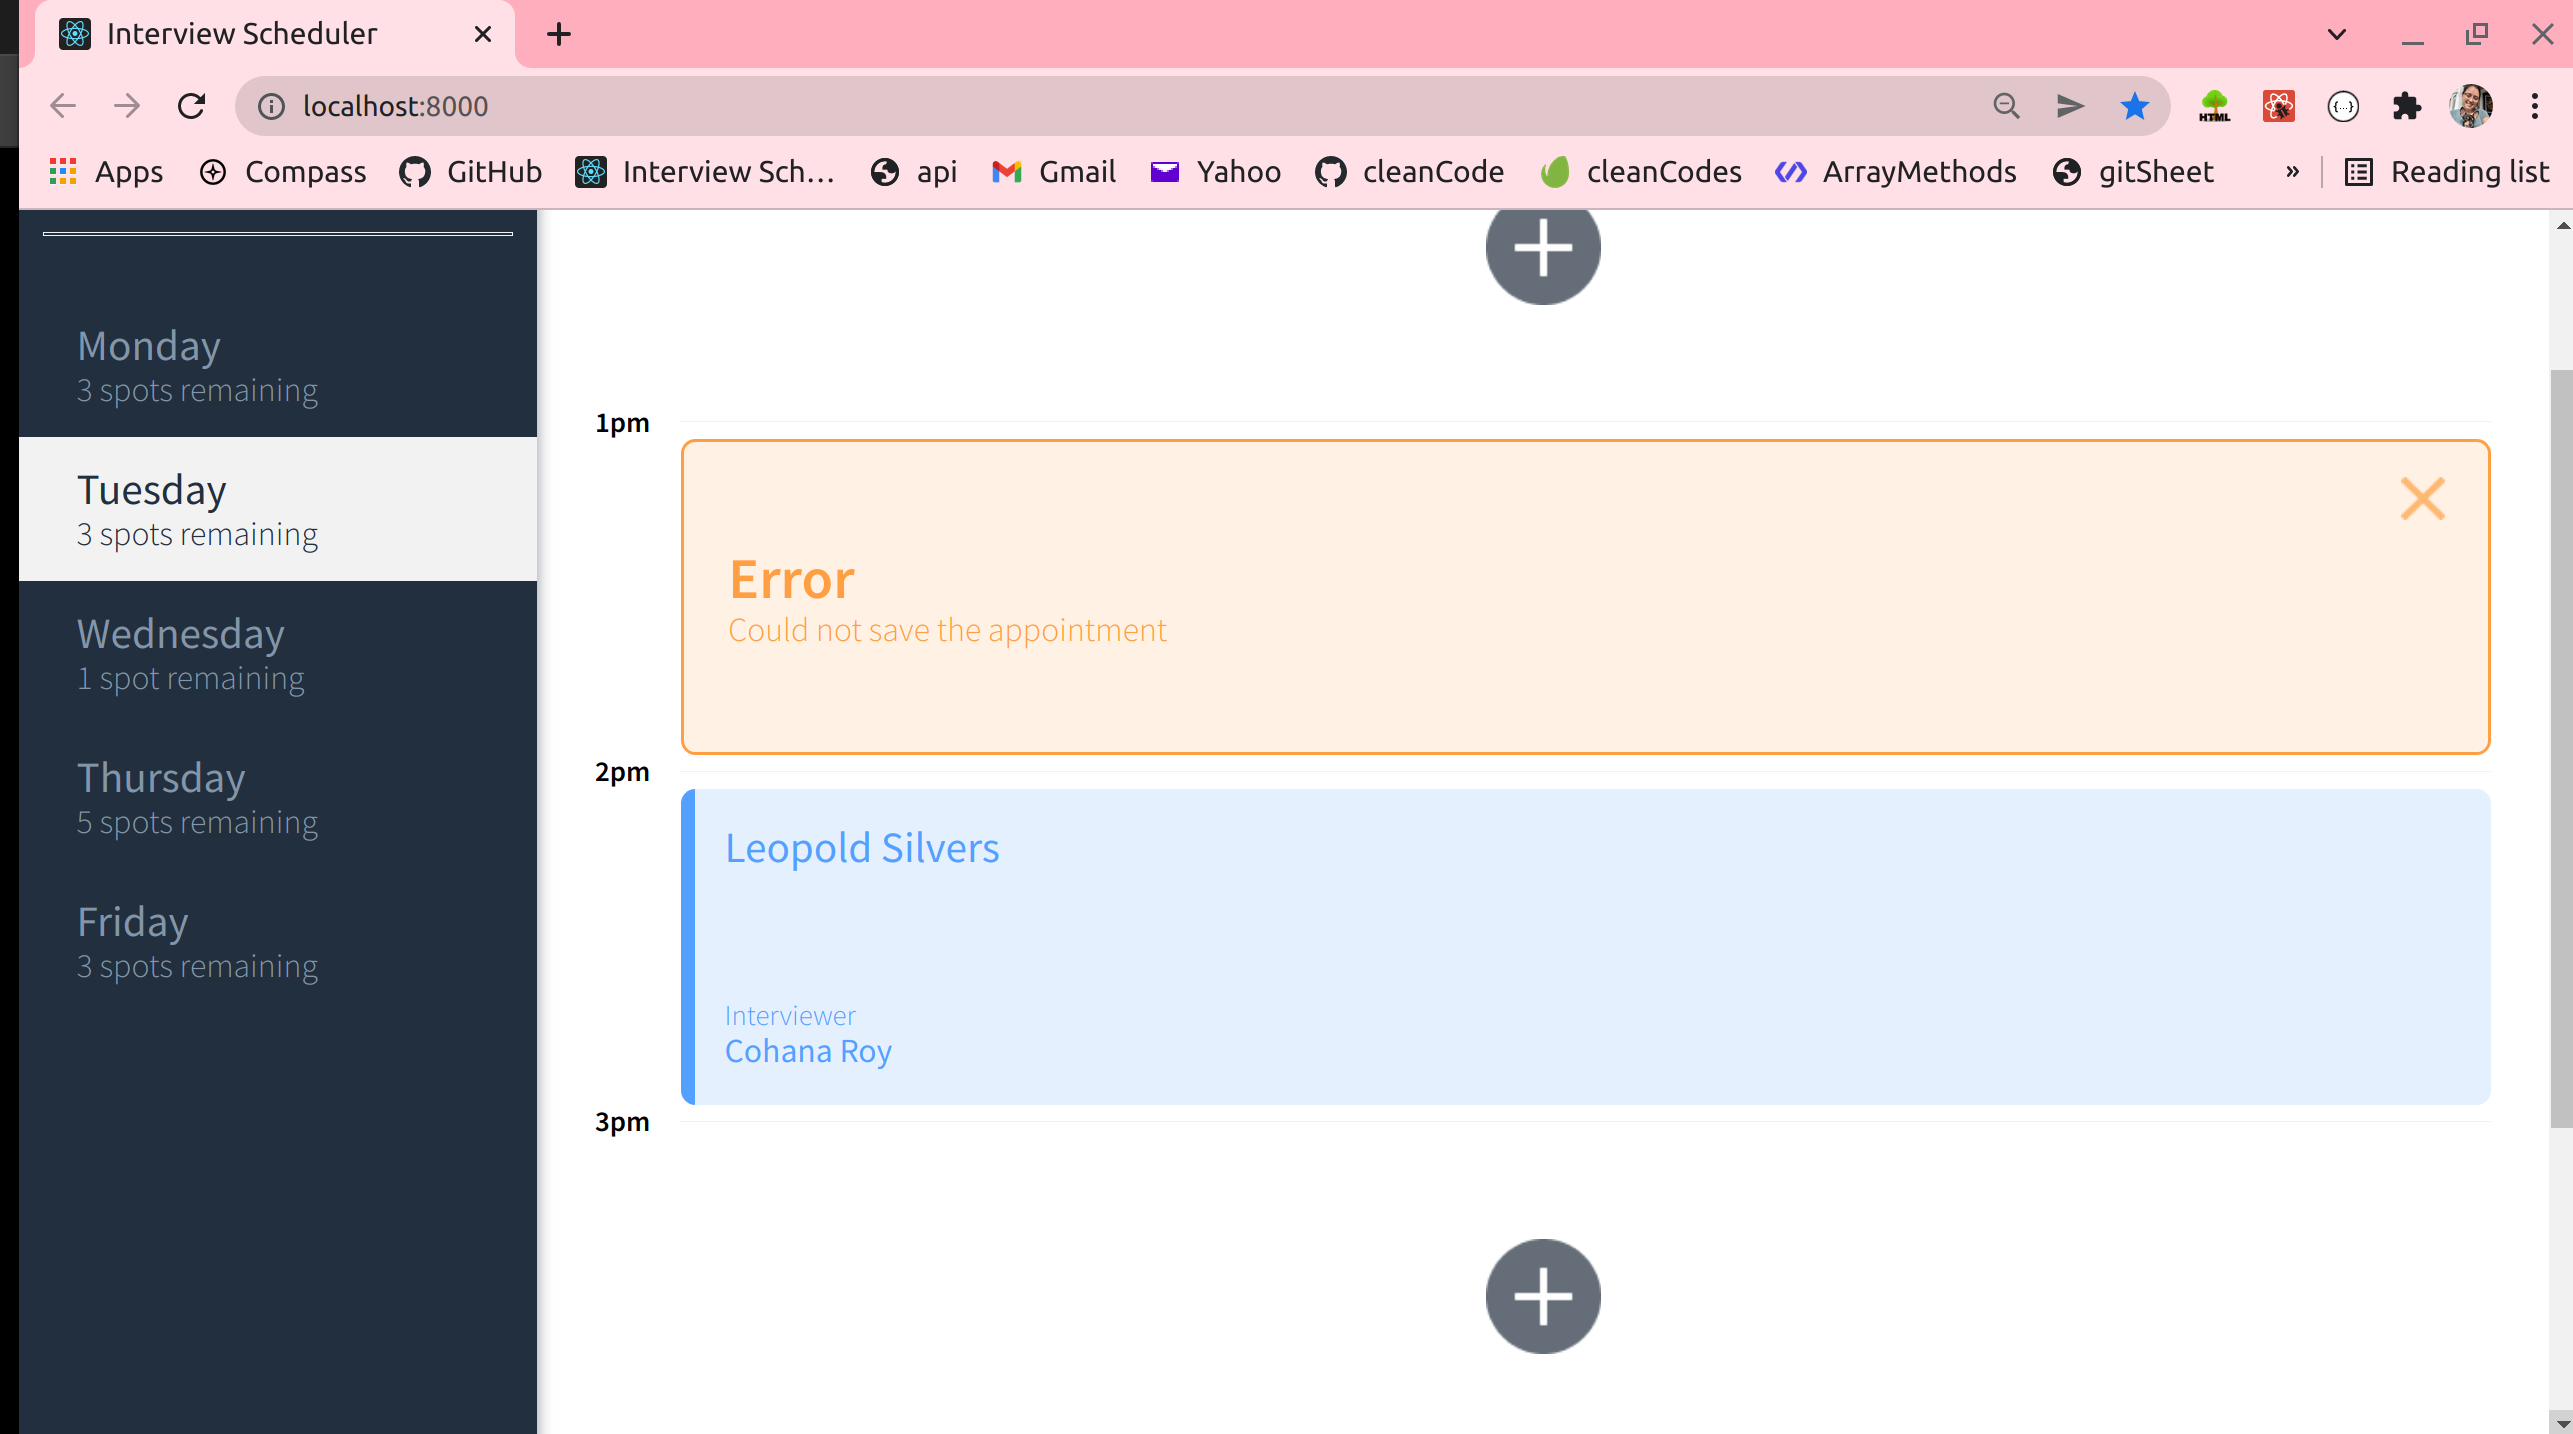 Interview Scheduler
localhost:8000
HTML
{...}
Apps Compass GitHub Interview Sch... api Gmail Yahoo cleanCode cleanCodes ArrayMethods gitSheet » Reading list
Monday
3 spots remaining
Tuesday
3 spots remaining
Wednesday
1 spot remaining
Thursday
5 spots remaining
Friday
3 spots remaining
1pm
Error
Could not save the appointment
2pm
Leopold Silvers
Interviewer
Cohana Roy
3pm